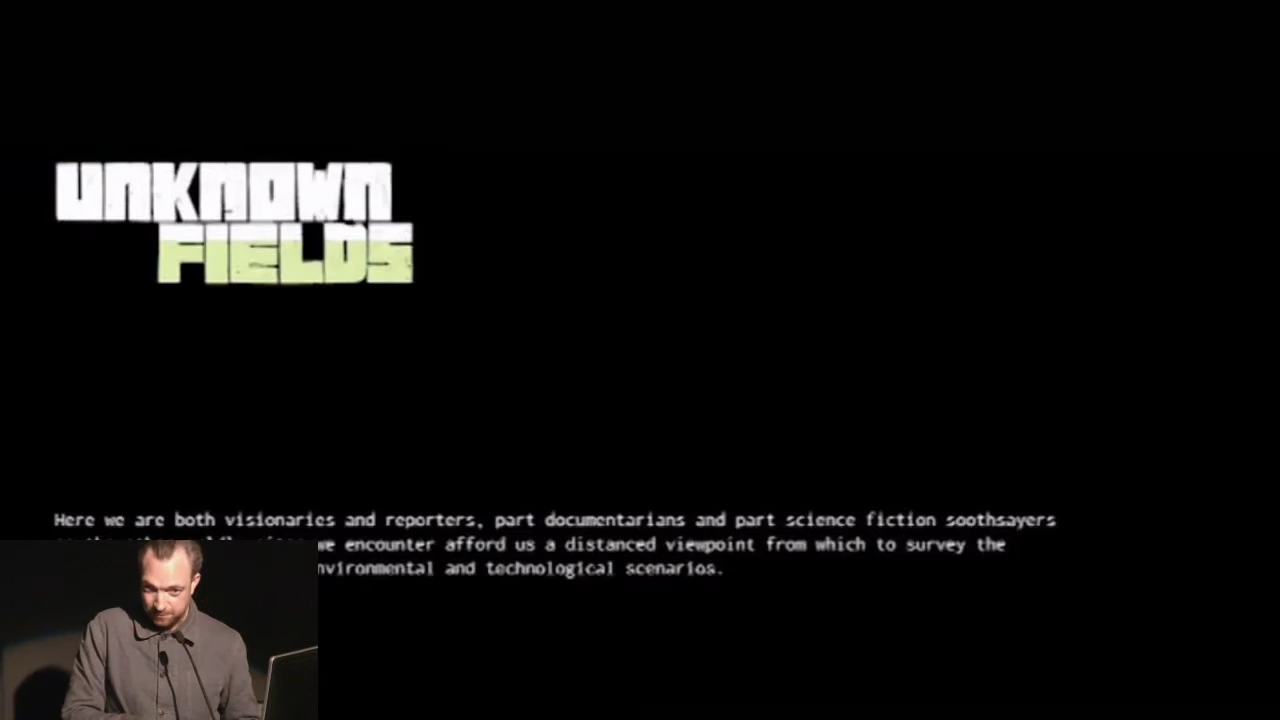 UNKNOWN
FIELDS
Here we are both visionaries and reporters, part documentarians and part science fiction soothsayers
we encounter afford us a distanced viewpoint from which to survey the
nvironmental and technological scenarios.